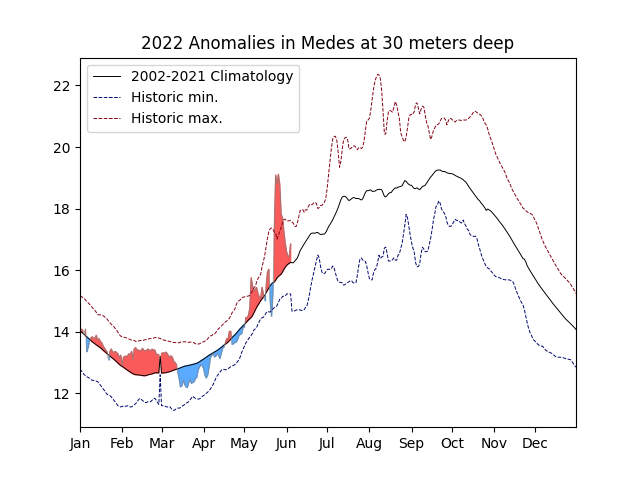 2022 Anomalies in Medes at 30 meters deep
2002-2021 Climatology
Historic min.
Historic max.
22
20
18
16
14
12
Jan Feb Mar Apr May Jun Jul Aug Sep Oct Nov Dec